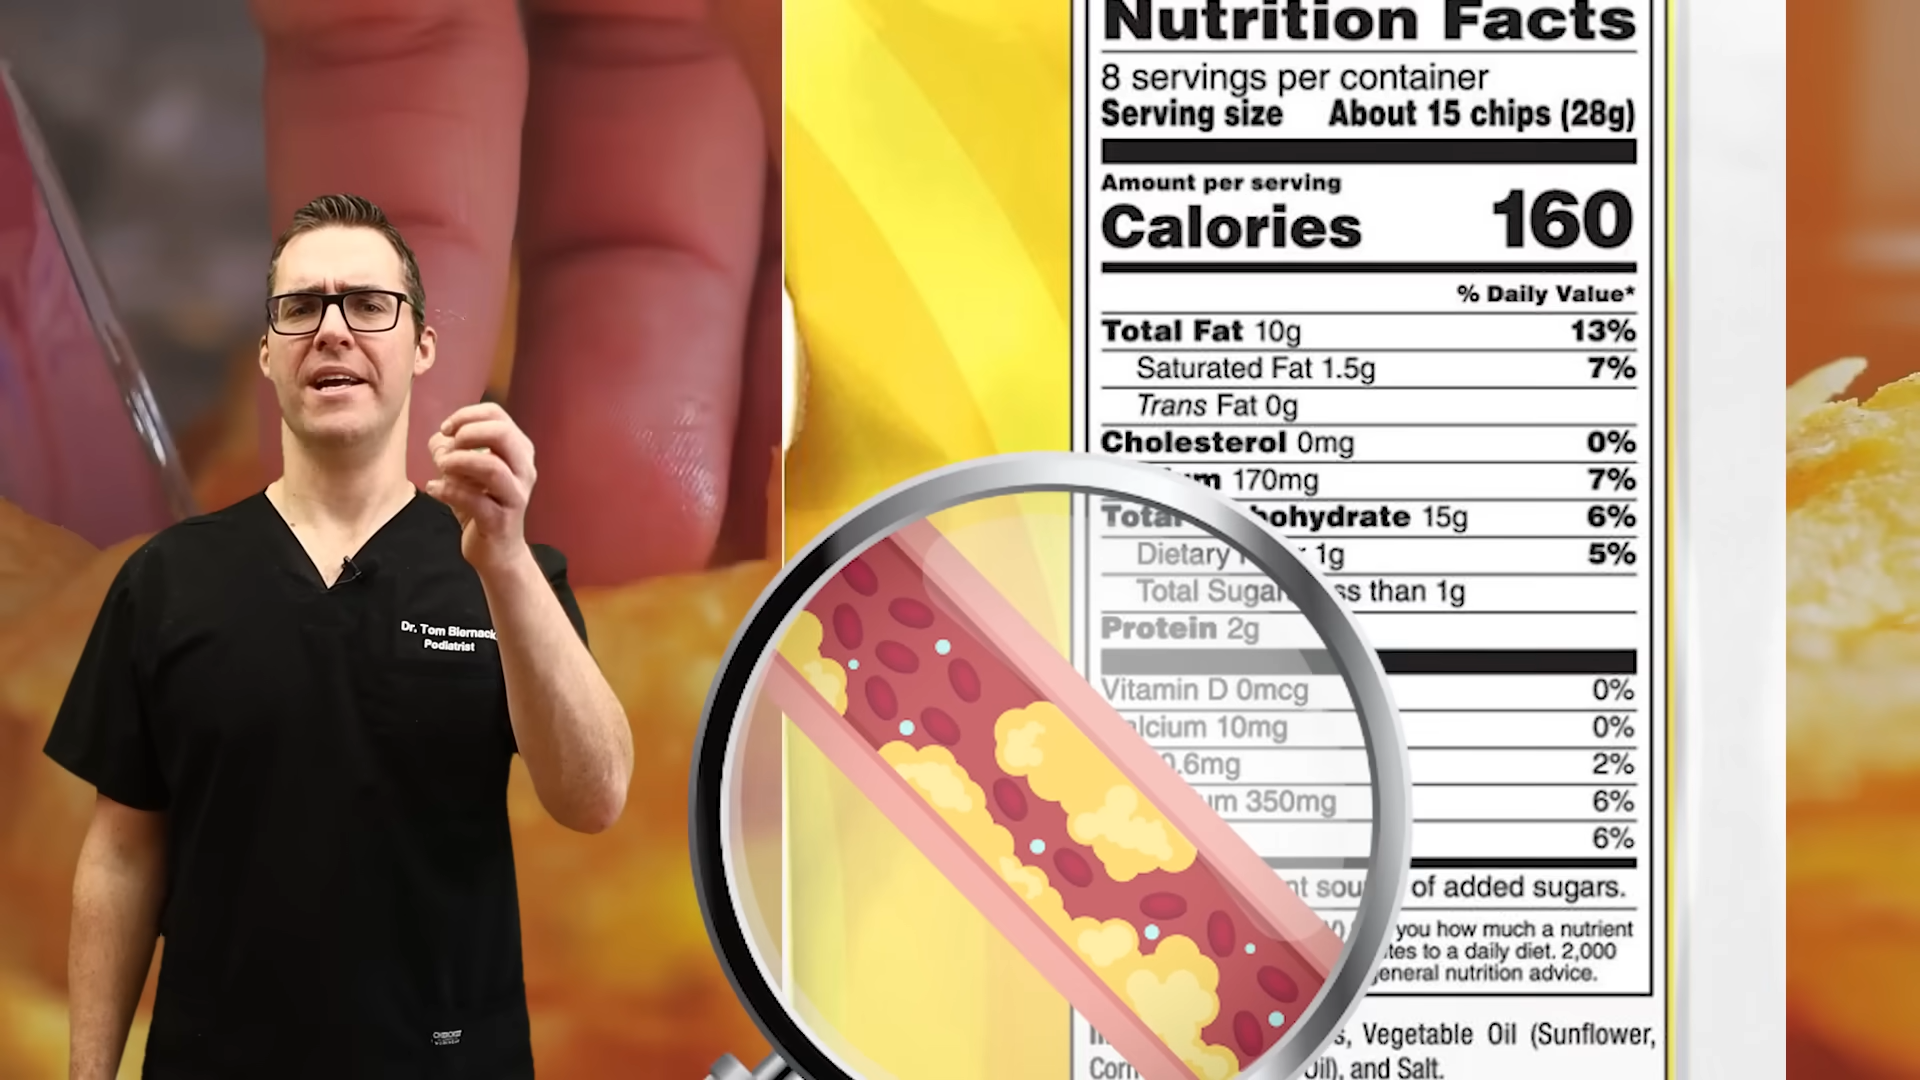 Nutrition Facts
8 servings per container
Serving size About 15 chips (28g)
Amount per serving
Calories 160
% Daily Value*
Total Fat 10g 13%
Saturated Fat 1.5g 7%
Trans Fat 0g
Cholesterol 0mg 0%
170mg 7%
Total 15g 6%
Dietary 1g 5%
Total than 1g
Protein 2g
Vitamin D 0mcg 0%
10mg 0%
2%
350mg 6%
6%
of added sugars.
you how much a nutrient
to a daily diet. 2,000
general nutrition advice.
Vegetable Oil (Sunflower,
Corn and Salt.
Dr. Tom
Podiatrist